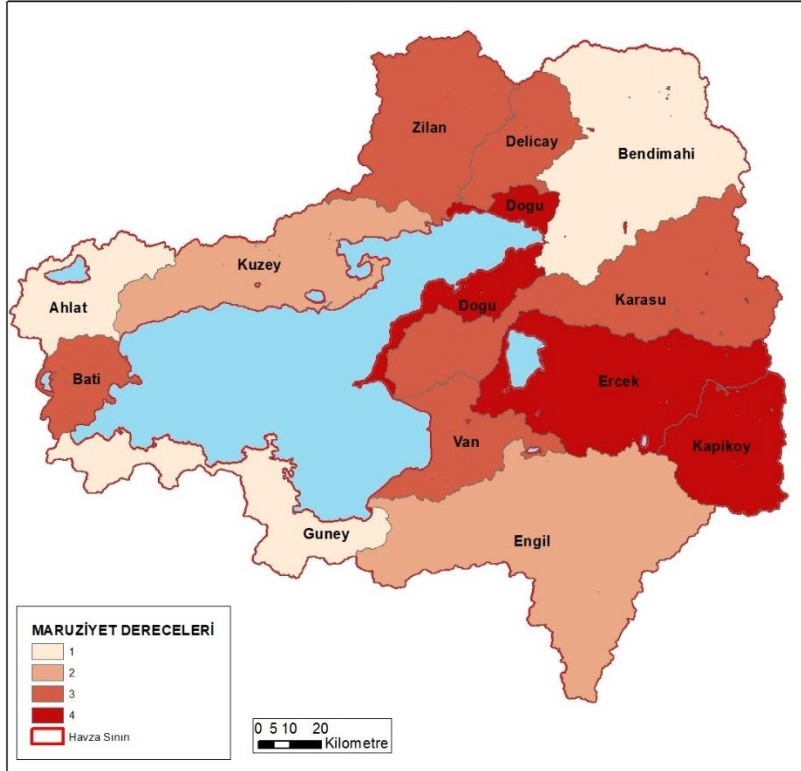 Zilan
Delicay
Bendimahi
Dogu
Kuzey
Ahlat
Dogu
Karasu
Bati
Ercek
Van
Kapikoy
Guney
Engil
MARUZİYET DERECELERİ
1
2
3
4
Havza Sınırı
0 5 10 20
Kilometre